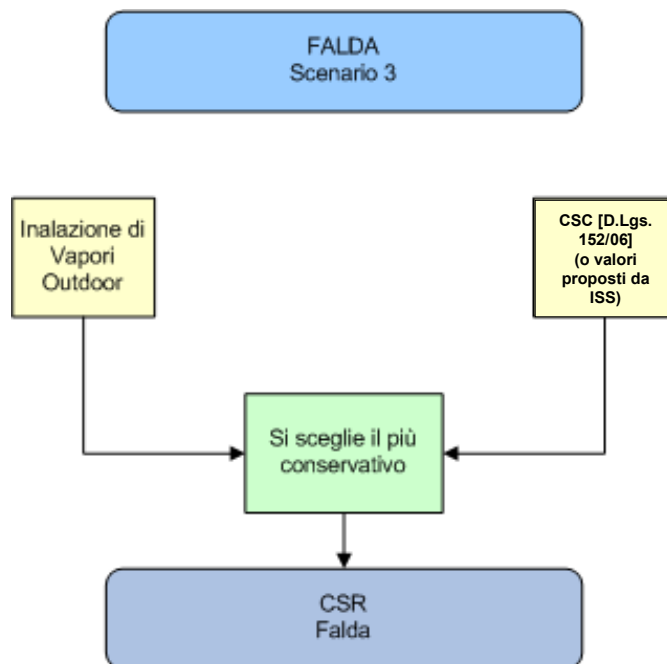 FALDA
Scenario 3
Inalazione di
Vapori
Outdoor
CSC [D.Lgs.
152/06]
(o valori
proposti da
ISS)
Si sceglie il più
conservativo
CSR
Falda